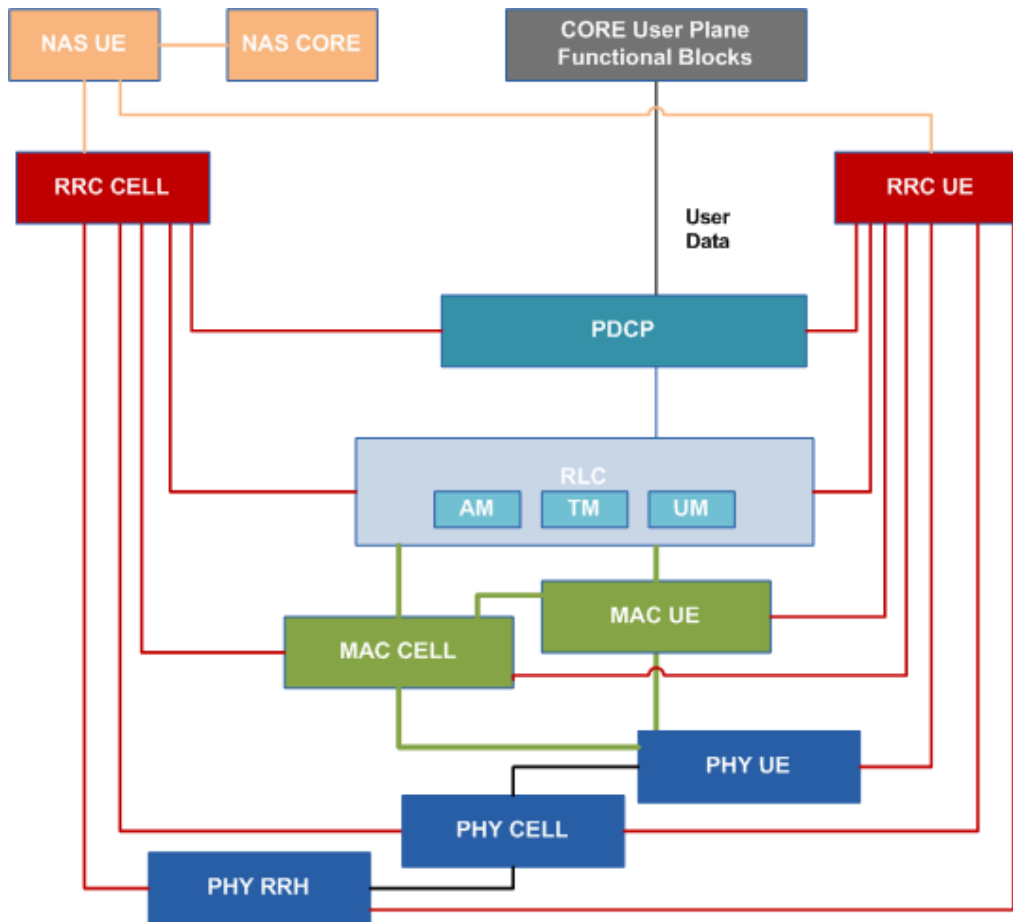 NAS UE
NAS CORE
CORE User Plane
Functional Blocks
RRC CELL
RRC UE
User
Data
PDCP
RLC
AM
TM
UM
MAC UE
MAC CELL
PHY UE
PHY CELL
PHY RRH